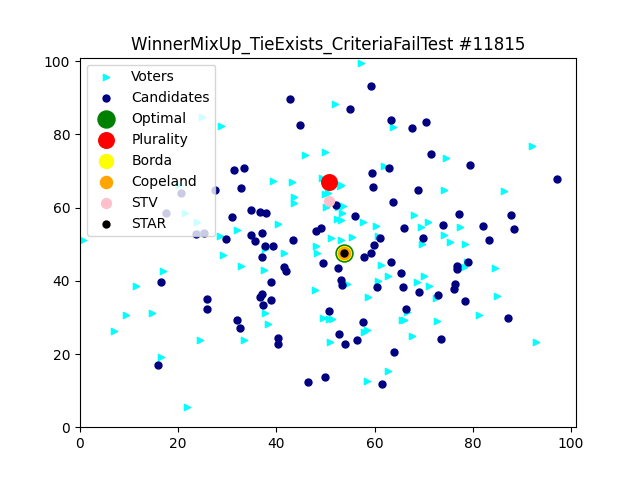 WinnerMixUp_TieExists_CriteriaFailTest #11815
100
80
60
40
20
0
0
20
40
60
80
100
Voters
Candidates
Optimal
Plurality
Borda
Copeland
STV
STAR